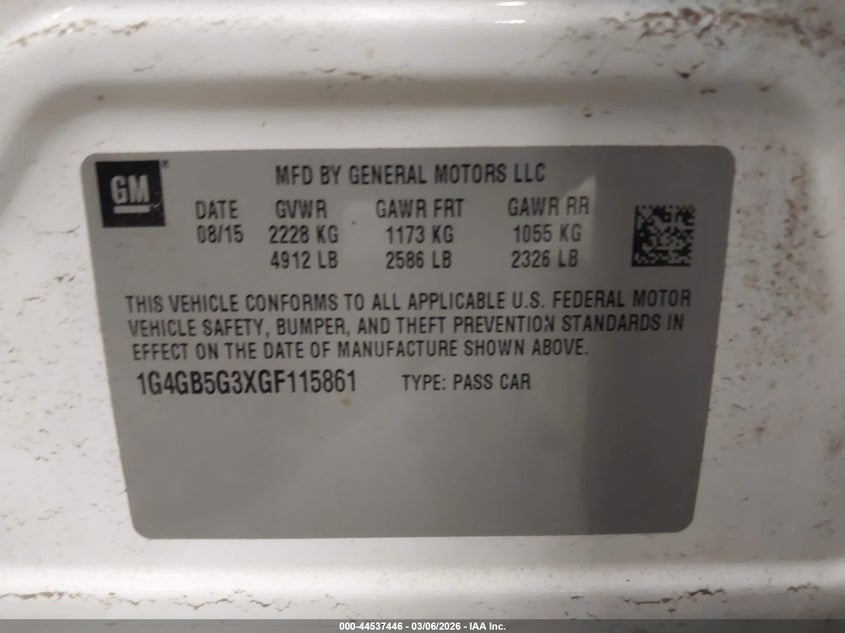 GM
MFD BY GENERAL MOTORS LLC
DATE GVWR GAWR FRT GAWR RR
08/15 2228 KG 1173 KG 1055 KG
4912 LB 2586 LB 2326 LB
THIS VEHICLE CONFORMS TO ALL APPLICABLE U.S. FEDERAL MOTOR
VEHICLE SAFETY, BUMPER, AND THEFT PREVENTION STANDARDS IN
EFFECT ON THE DATE OF MANUFACTURE SHOWN ABOVE.
1G4GB5G3XGF115861 TYPE: PASS CAR
000-44537446 - 03/06/2026 - IAA Inc.